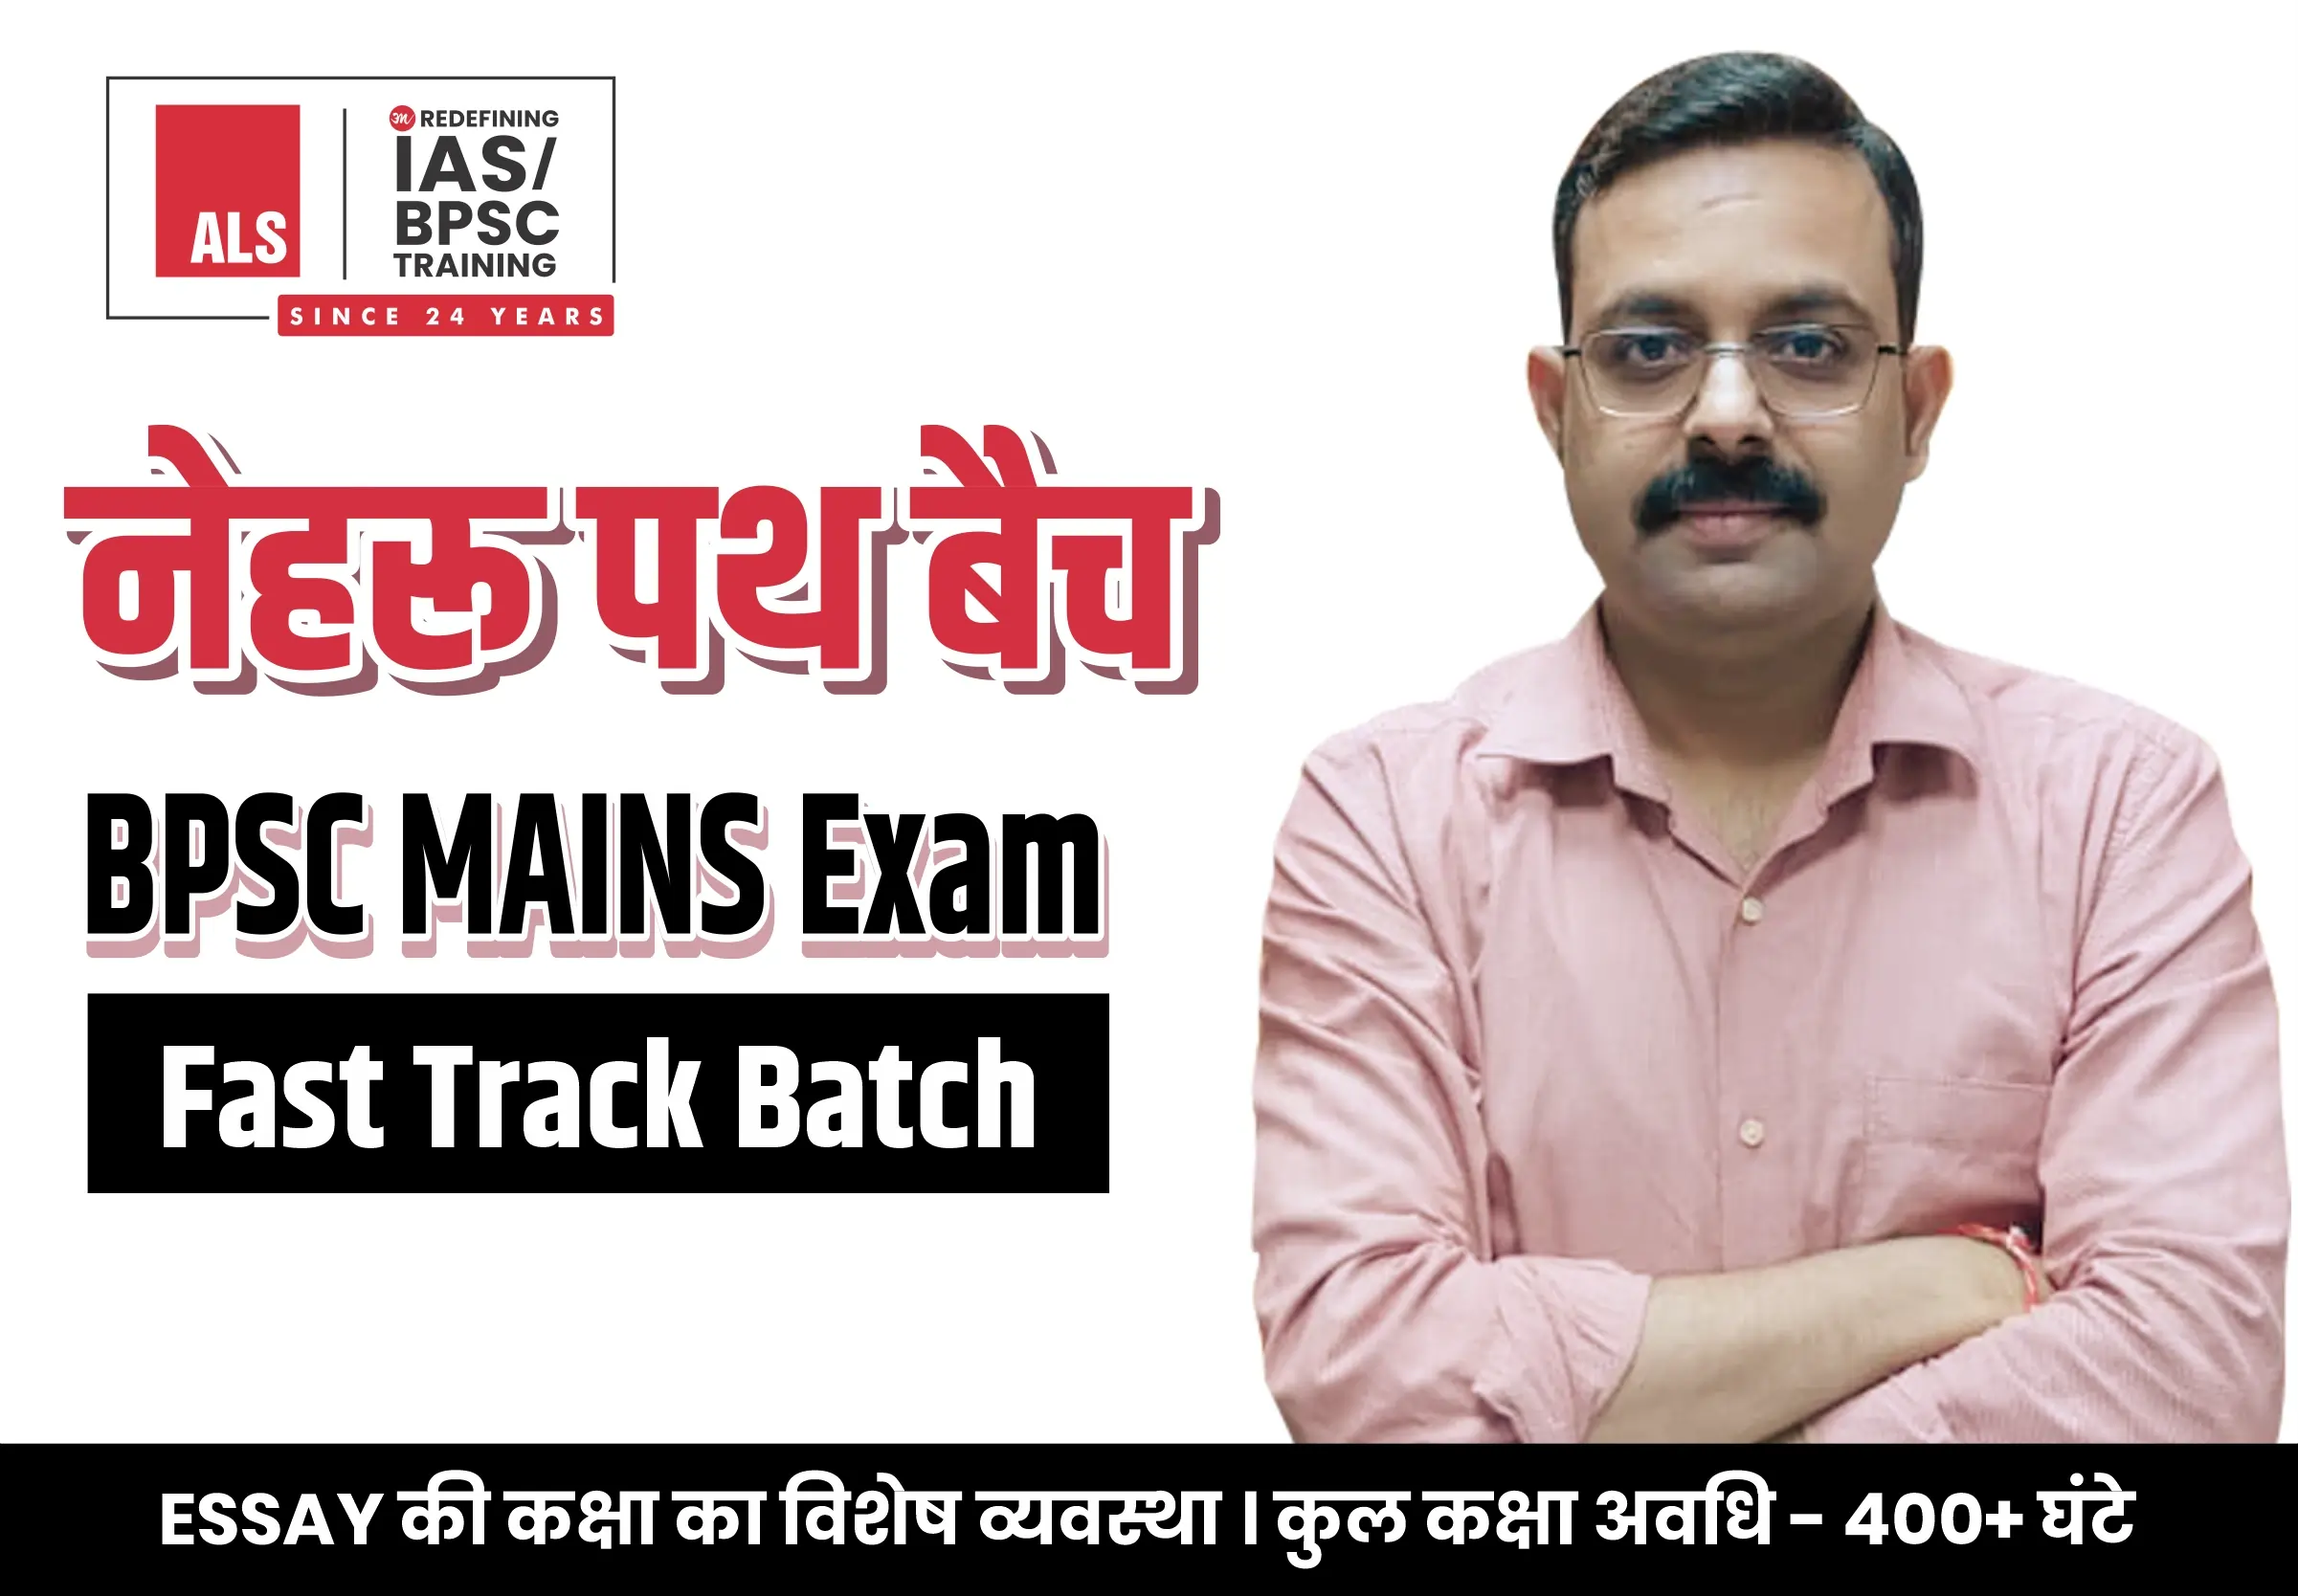 ALS
REDEFINING
IAS/
BPSC
TRAINING
SINCE 24 YEARS
नेहरू पथ बैच
BPSC MAINS Exam
Fast Track Batch
ESSAY की कक्षा का विशेष व्यवस्था । कुल कक्षा अवधि - 400+ घंटे